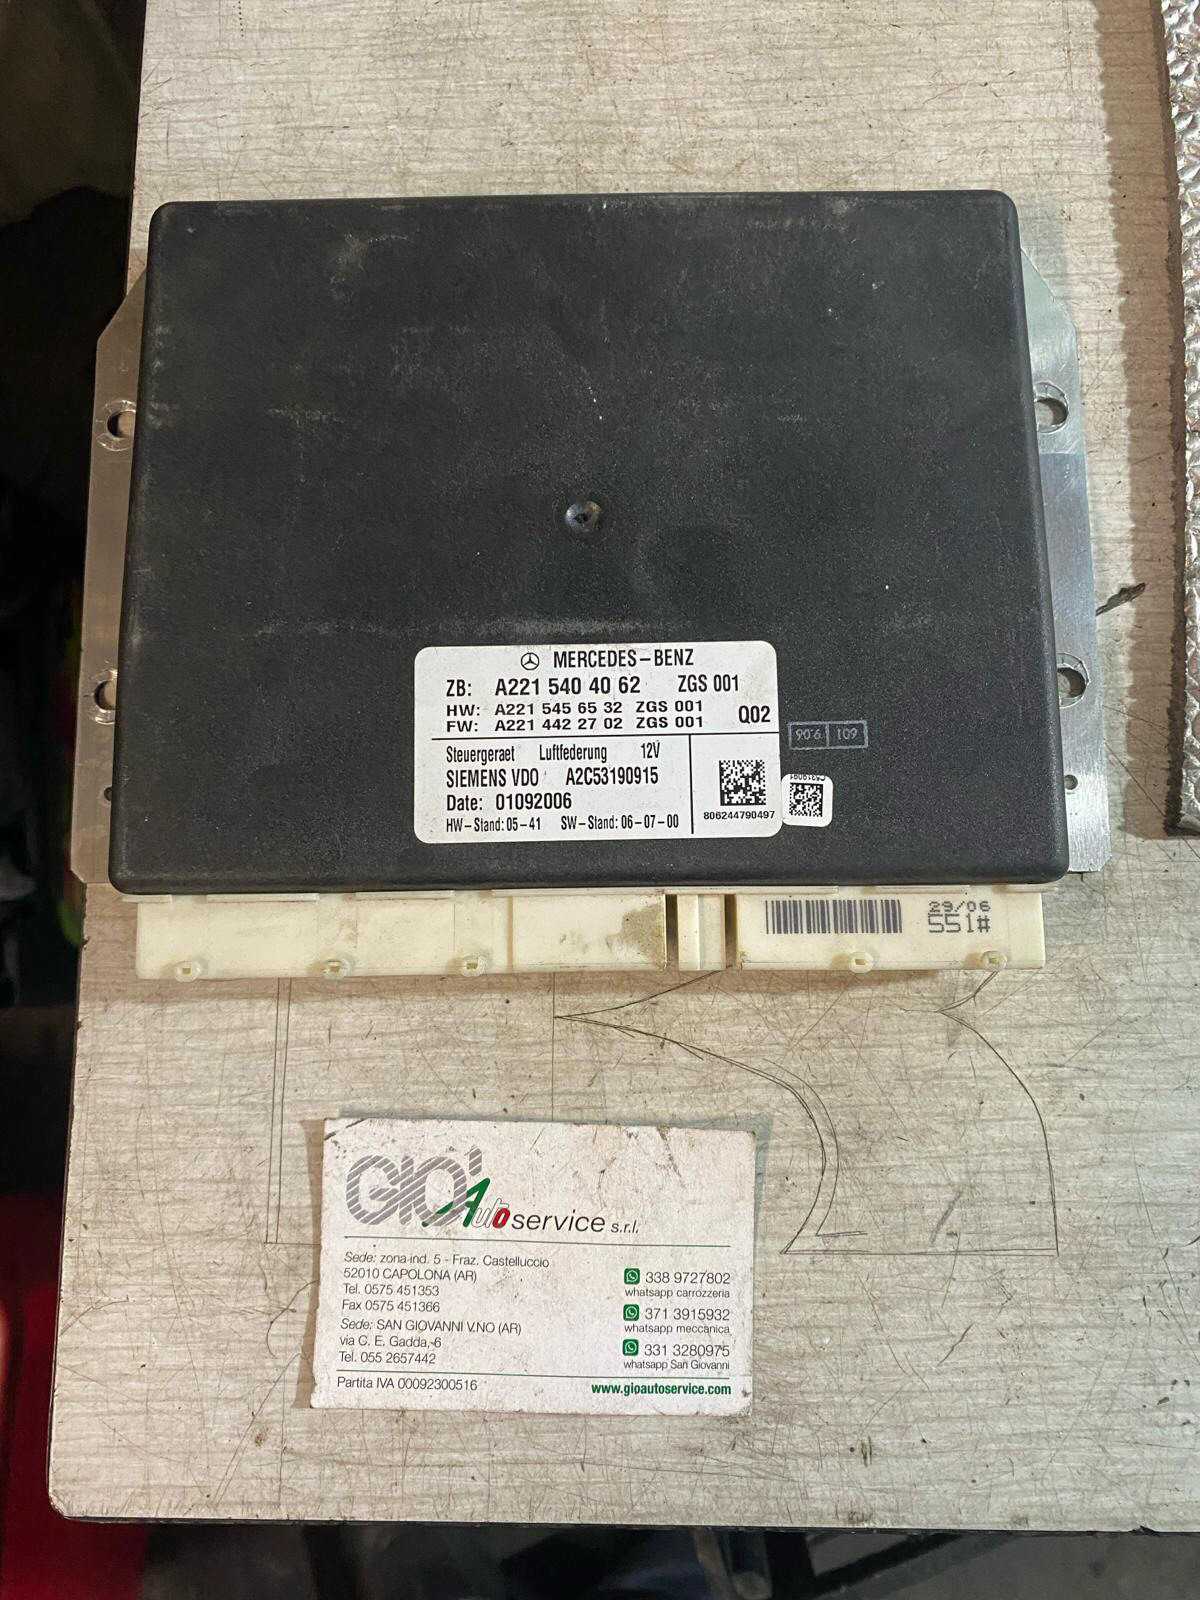 MERCEDES-BENZ
ZB: A221 540 40 62 ZGS 001
HW: A221 545 65 32 ZGS 001
FW: A221 442 27 02 ZGS 001 Q02
Steuergeraet Luftfederung 12V
SIEMENS VDO A2C53190915
Date: 01092006
HW-Stand: 05-41 SW-Stand: 06-07-00
806244790497
9.06 109
29/06
551#
GIO' Autoservice s.r.l.
Sede: zona ind. 5 - Fraz. Castelluccio
52010 CAPOLONA (AR)
Tel. 0575 451353
Fax 0575 451366
Sede: SAN GIOVANNI V.NO (AR)
via C. E. Gadda, 6
Tel. 055 2657442
338 9727802
whatsapp carrozzeria
371 3915932
whatsapp meccanica
331 3280975
whatsapp San Giovanni
Partita IVA 00092300516
www.gioautoservice.com